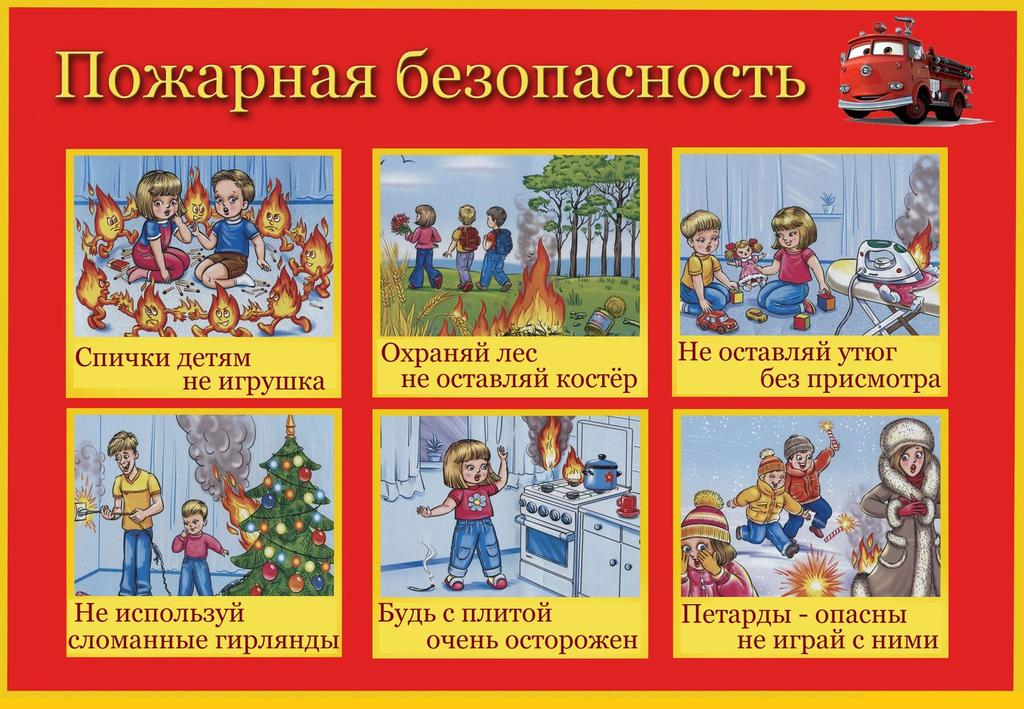 Пожарная безопасность
Спички детям
не игрушка
Охраняй лес
не оставляй костёр
Не оставляй утюг
без присмотра
Не используй
сломанные гирлянды
Будь с плитой
очень осторожен
Петарды - опасны
не играй с ними